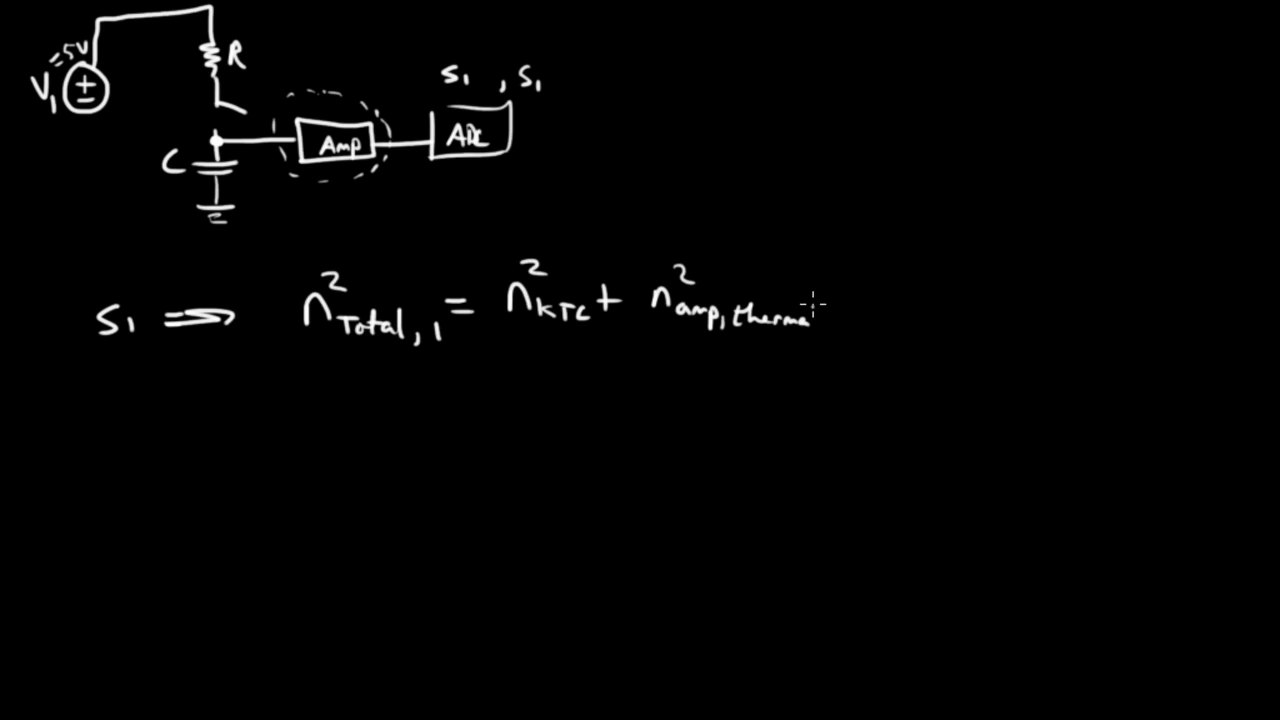 =5V
V1
+
−
R
S1 , S1
Amp
ADC
C
S1 ⇒ n²Total,1 = n²KTC + n²amp, therma